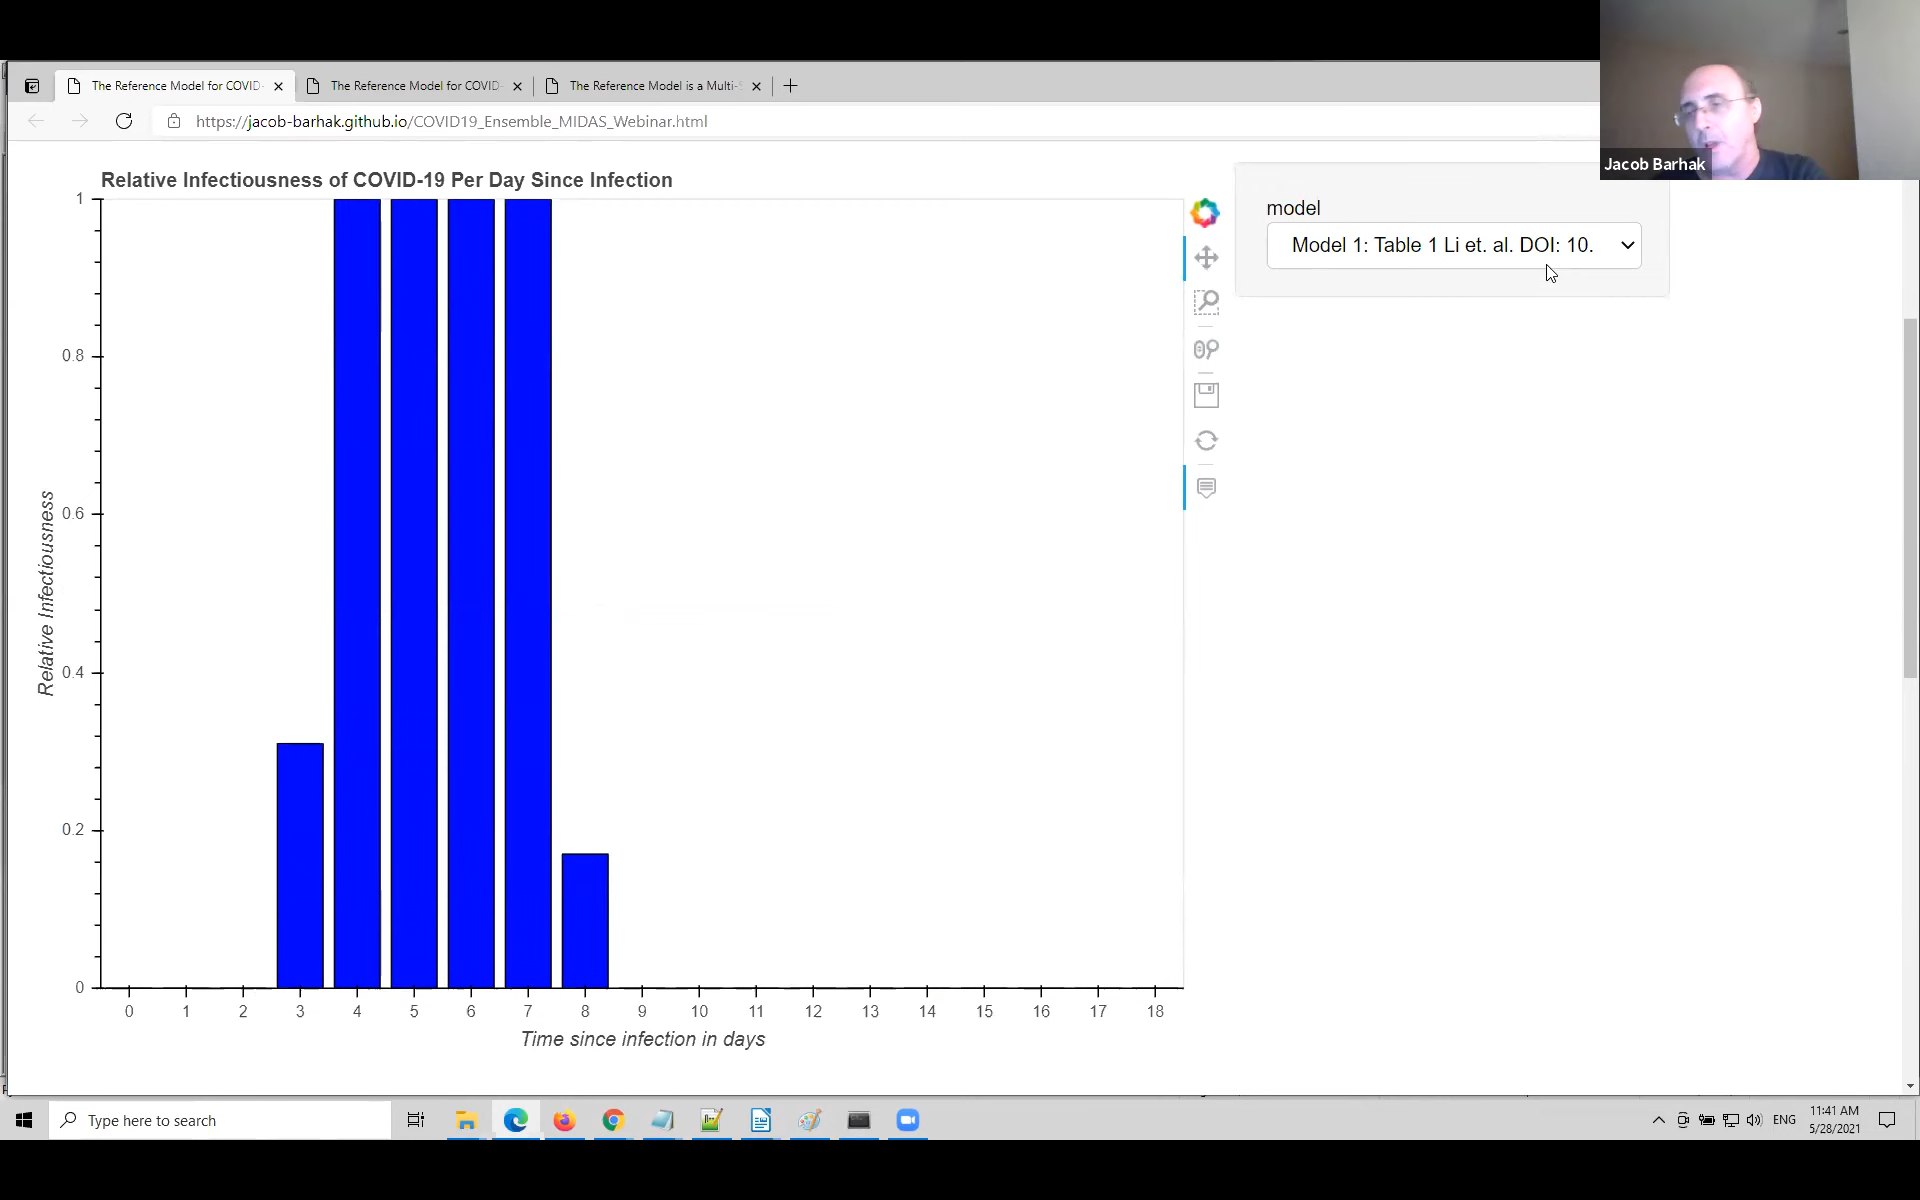 The Reference Model for COVID-
The Reference Model for COVID-
The Reference Model is a Multi-
https://jacob-barhak.github.io/COVID19_Ensemble_MIDAS_Webinar.html
Jacob Barhak
Relative Infectiousness of COVID-19 Per Day Since Infection
model
Model 1: Table 1 Li et. al. DOI: 10.
1
0.8
0.6
0.4
0.2
0
Relative Infectiousness
0 1 2 3 4 5 6 7 8 9 10 11 12 13 14 15 16 17 18
Time since infection in days
Type here to search
ENG
11:41 AM
5/28/2021